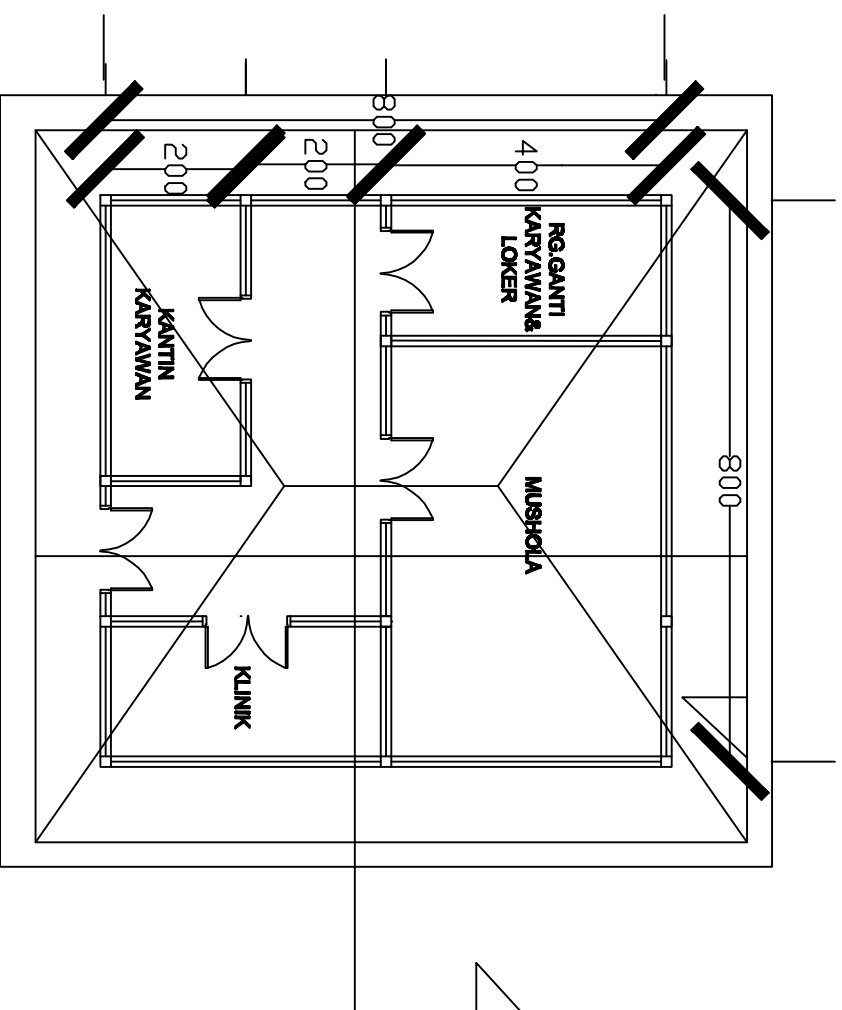 800
200
200
400
RG.GANTI
KARYAWAN&
LOKER
KANTIN
KARYAWAN
800
MUSHOLA
KLINIK